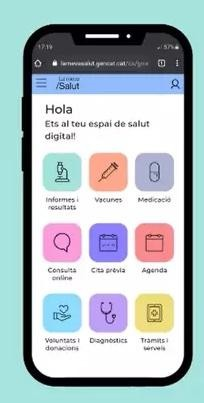 17:19
57%
lamevasalut.gencat.cat/ca/gne
La meva
/Salut
Hola
Ets al teu espai de salut
digital!
Informes i
resultats
Vacunes
Medicació
Consulta
online
Cita prèvia
Agenda
Voluntats i
donacions
Diagnòstics
Tràmits i
serveis